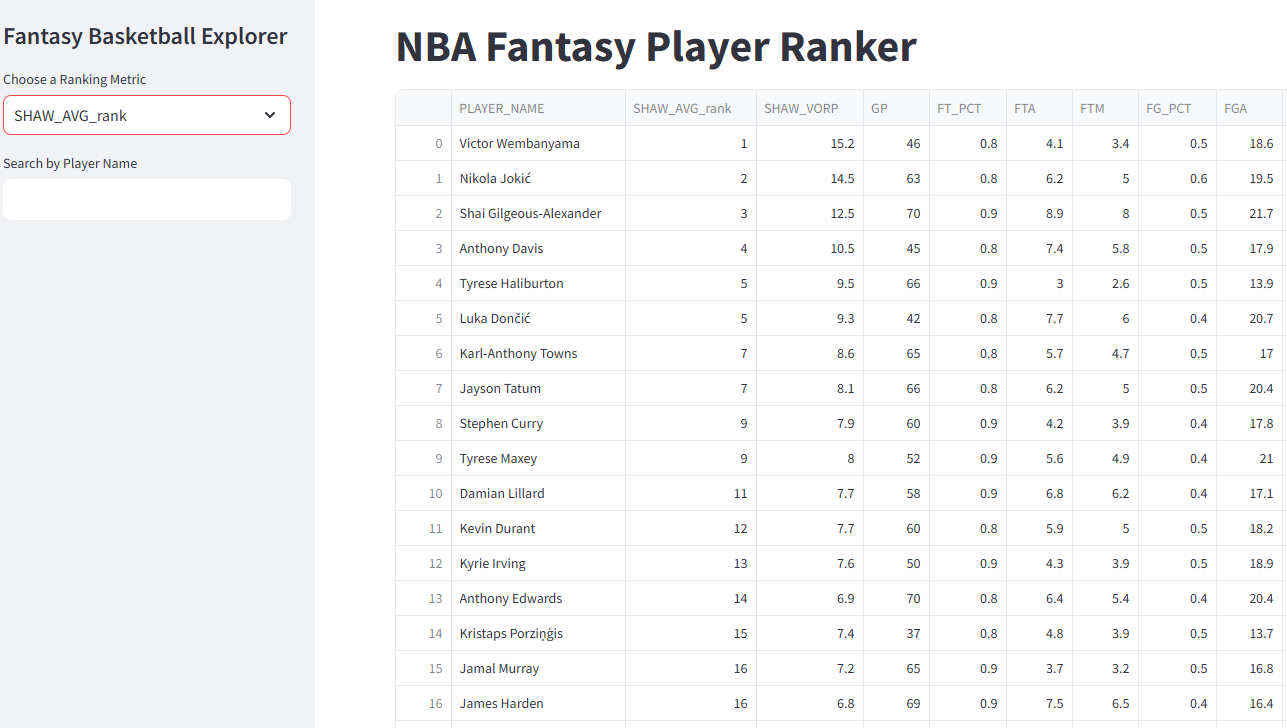 Fantasy Basketball Explorer
Choose a Ranking Metric
SHAW_AVG_rank
Search by Player Name
NBA Fantasy Player Ranker
PLAYER_NAME SHAW_AVG_rank SHAW_VORP GP FT_PCT FTA FTM FG_PCT FGA
0 Victor Wembanyama 1 15.2 46 0.8 4.1 3.4 0.5 18.6
1 Nikola Jokić 2 14.5 63 0.8 6.2 5 0.6 19.5
2 Shai Gilgeous-Alexander 3 12.5 70 0.9 8.9 8 0.5 21.7
3 Anthony Davis 4 10.5 45 0.8 7.4 5.8 0.5 17.9
4 Tyrese Haliburton 5 9.5 66 0.9 3 2.6 0.5 13.9
5 Luka Dončić 5 9.3 42 0.8 7.7 6 0.4 20.7
6 Karl-Anthony Towns 7 8.6 65 0.8 5.7 4.7 0.5 17
7 Jayson Tatum 7 8.1 66 0.8 6.2 5 0.5 20.4
8 Stephen Curry 9 7.9 60 0.9 4.2 3.9 0.4 17.8
9 Tyrese Maxey 9 8 52 0.9 5.6 4.9 0.4 21
10 Damian Lillard 11 7.7 58 0.9 6.8 6.2 0.4 17.1
11 Kevin Durant 12 7.7 60 0.8 5.9 5 0.5 18.2
12 Kyrie Irving 13 7.6 50 0.9 4.3 3.9 0.5 18.9
13 Anthony Edwards 14 6.9 70 0.8 6.4 5.4 0.4 20.4
14 Kristaps Porziņģis 15 7.4 37 0.8 4.8 3.9 0.5 13.7
15 Jamal Murray 16 7.2 65 0.9 3.7 3.2 0.5 16.8
16 James Harden 16 6.8 69 0.9 7.5 6.5 0.4 16.4